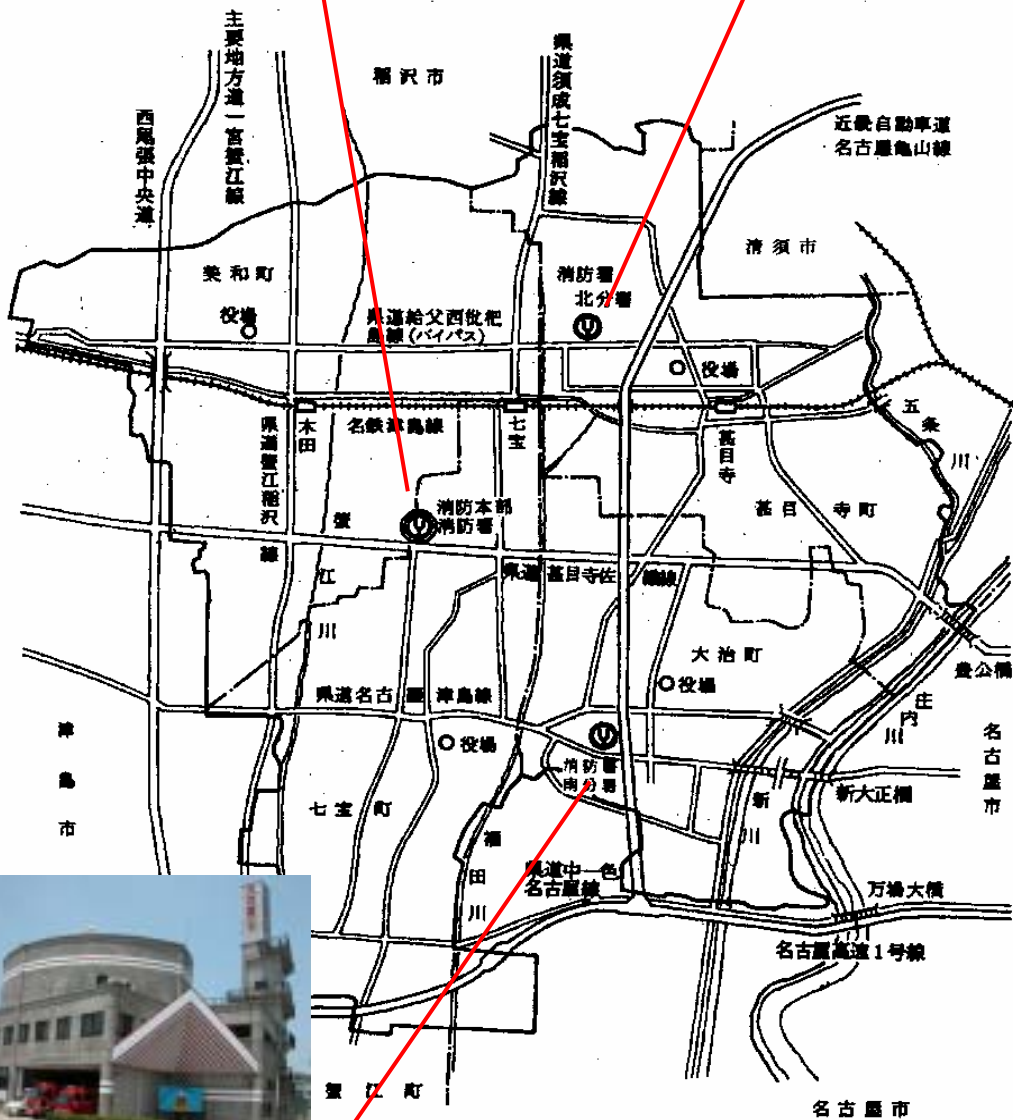 主要地方道一宮蟹江線
西尾張中央道
稲沢市
県道須成七宝稲沢線
近畿自動車道
名古屋亀山線
清須市
美和町
役場
消防署
北分署
県道給父西枇杷
島線(バイパス)
役場
五条川
県道蟹江稲沢線
木田
名鉄津島線
七宝
甚目寺
消防本部
消防署
甚目寺町
蟹江川
県道甚目寺佐織線
大治町
役場
豊公橋
県道名古屋津島線
庄内川
名古屋市
津島市
役場
消防署
南分署
新川
新大正橋
七宝町
福田川
県道中一色
名古屋線
万場大橋
名古屋高速1号線
蟹江町
名古屋市